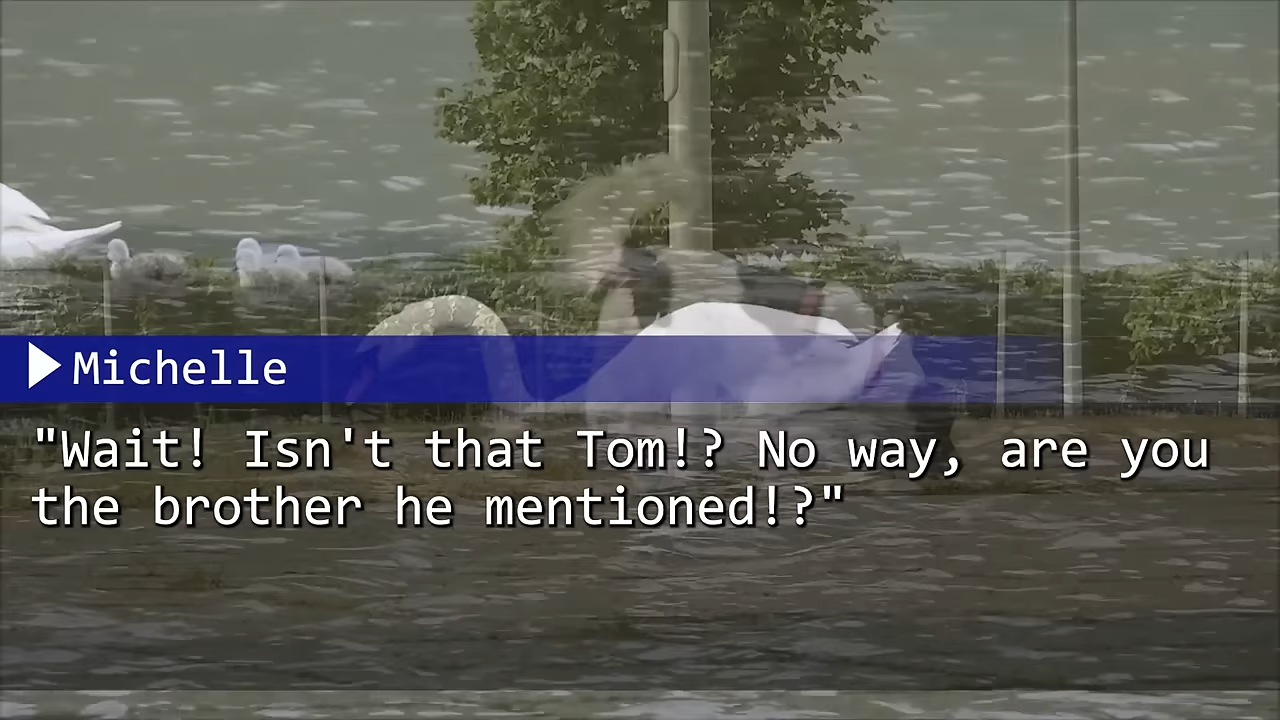 Michelle
"Wait! Isn't that Tom!? No way, are you
the brother he mentioned!?"